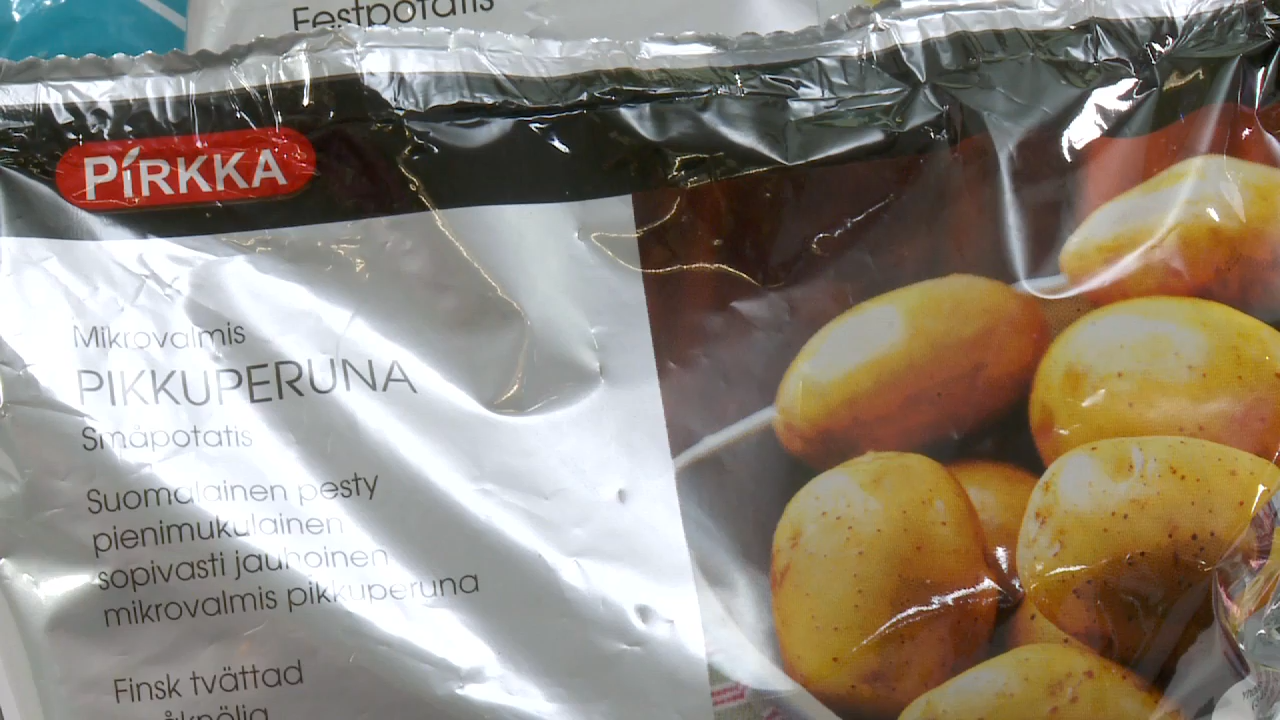 Festpotatis
PIRKKA
Mikrovalmis
PIKKUPERUNA
Småpotatis
Suomalainen pesty
pienimukulainen
sopivasti jauhoinen
mikrovalmis pikkuperuna
Finsk tvättad